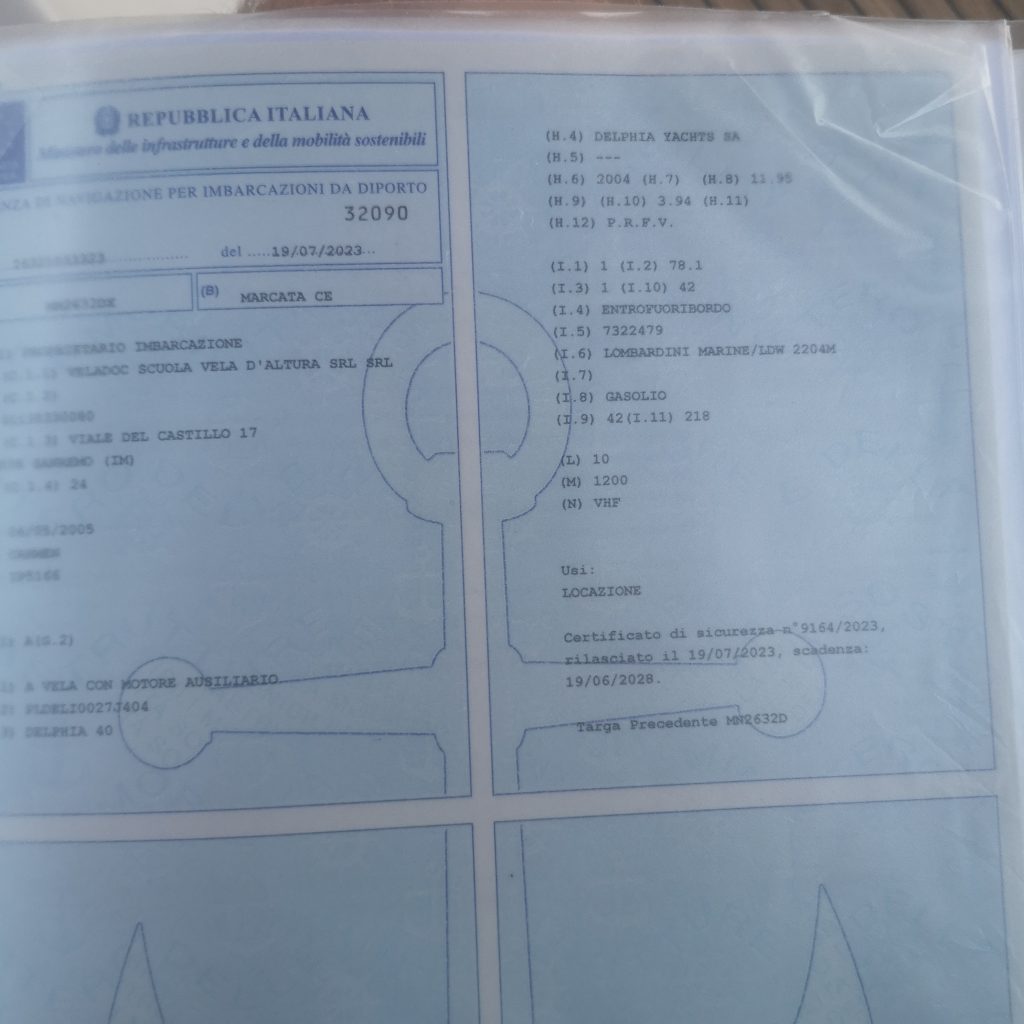 REPUBBLICA ITALIANA
Ministero delle infrastrutture e della mobilità sostenibili
DI NAVIGAZIONE PER IMBARCAZIONI DA DIPORTO
32090
del .....19/07/2023...
(B) MARCATA CE
PROPRIETARIO IMBARCAZIONE
VELADOC SCUOLA VELA D'ALTURA SRL SRL
VIALE DEL CASTILLO 17
SANREMO (IM)
24
/2005
CARMEN
A(G.2)
A VELA CON MOTORE AUSILIARIO
PLDELI0027J404
DELPHIA 40
(H.4) DELPHIA YACHTS SA
(H.5) ---
(H.6) 2004 (H.7) (H.8) 11.95
(H.9) (H.10) 3.94 (H.11)
(H.12) P.R.F.V.
(I.1) 1 (I.2) 78.1
(I.3) 1 (I.10) 42
(I.4) ENTROFUORIBORDO
(I.5) 7322479
(I.6) LOMBARDINI MARINE/LDW 2204M
(I.7)
(I.8) GASOLIO
(I.9) 42(I.11) 218
(L) 10
(M) 1200
(N) VHF
Usi:
LOCAZIONE
Certificato di sicurezza n°9164/2023,
rilasciato il 19/07/2023, scadenza:
19/06/2028.
Targa Precedente MN2632D